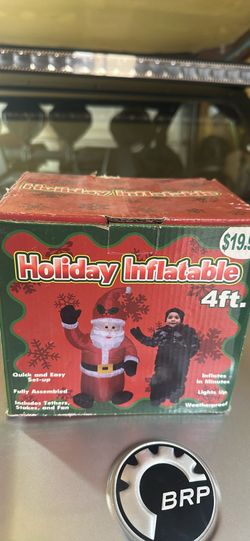 Holiday Inflatable
$19.
Holiday Inflatable
4ft.
Quick and Easy
Set-up
Fully Assembled
Includes Tethers,
Stakes, and Fan
Inflates
in Minutes
Lights Up
Weatherproof
BRP